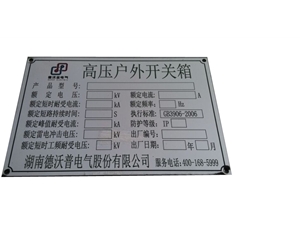 德沃普电气
高压户外开关箱
产品型号:
额定电压: kV 额定电流: A
额定短时耐受电流: kA 额定频率: Hz
额定短路持续时间: S 执行标准: GB3906-2006
额定峰值耐受电流: kA 防护等级: IP
额定雷电冲击电压: kV 出厂编号:
额定短时工频耐受电压: kV 出厂日期: 年 月
湖南德沃普电气股份有限公司 服务电话:400-168-5999